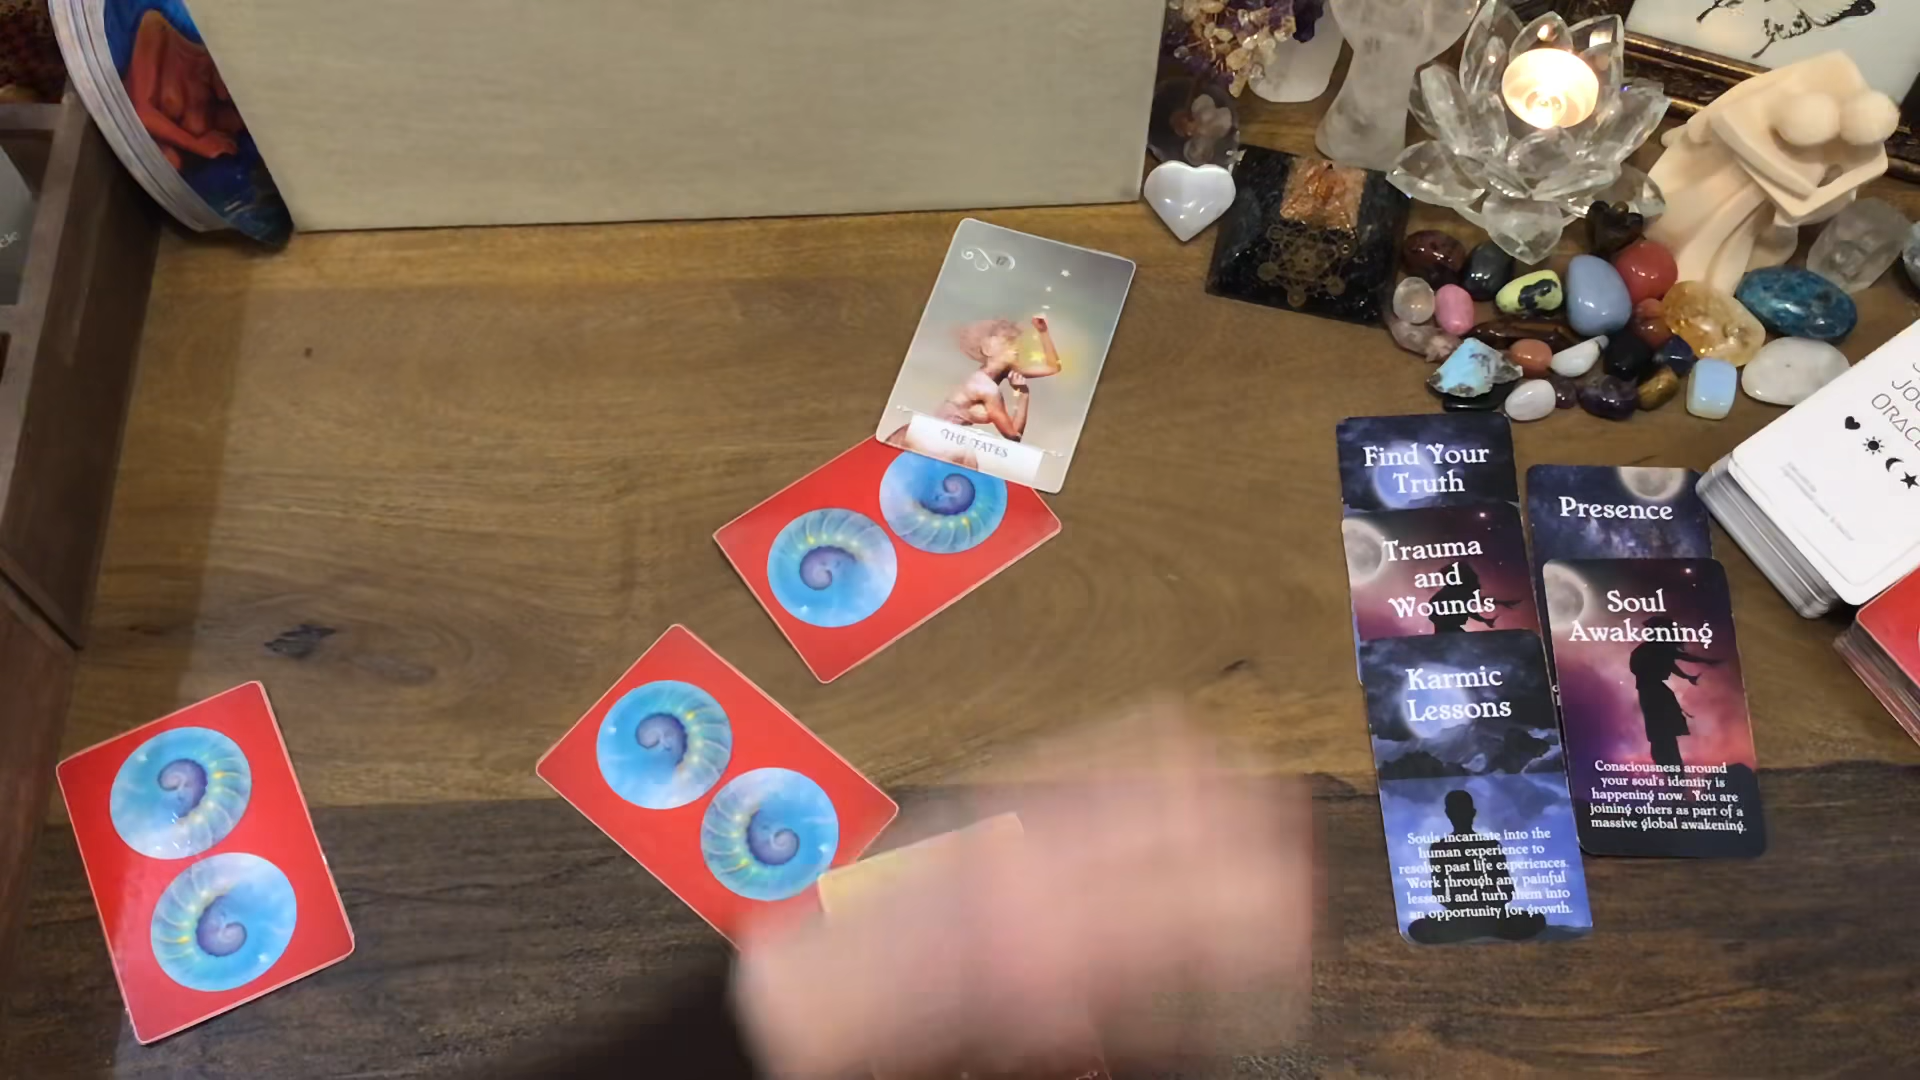 17
THE FATES
Find Your
Truth
Trauma
and
Wounds
Karmic
Lessons
Souls incarnate into the
human experience to
resolve past life experiences.
Work through any painful
lessons and turn them into
an opportunity for growth.
Presence
Soul
Awakening
Consciousness around
your soul's identity is
happening now. You are
joining others as part of a
massive global awakening.